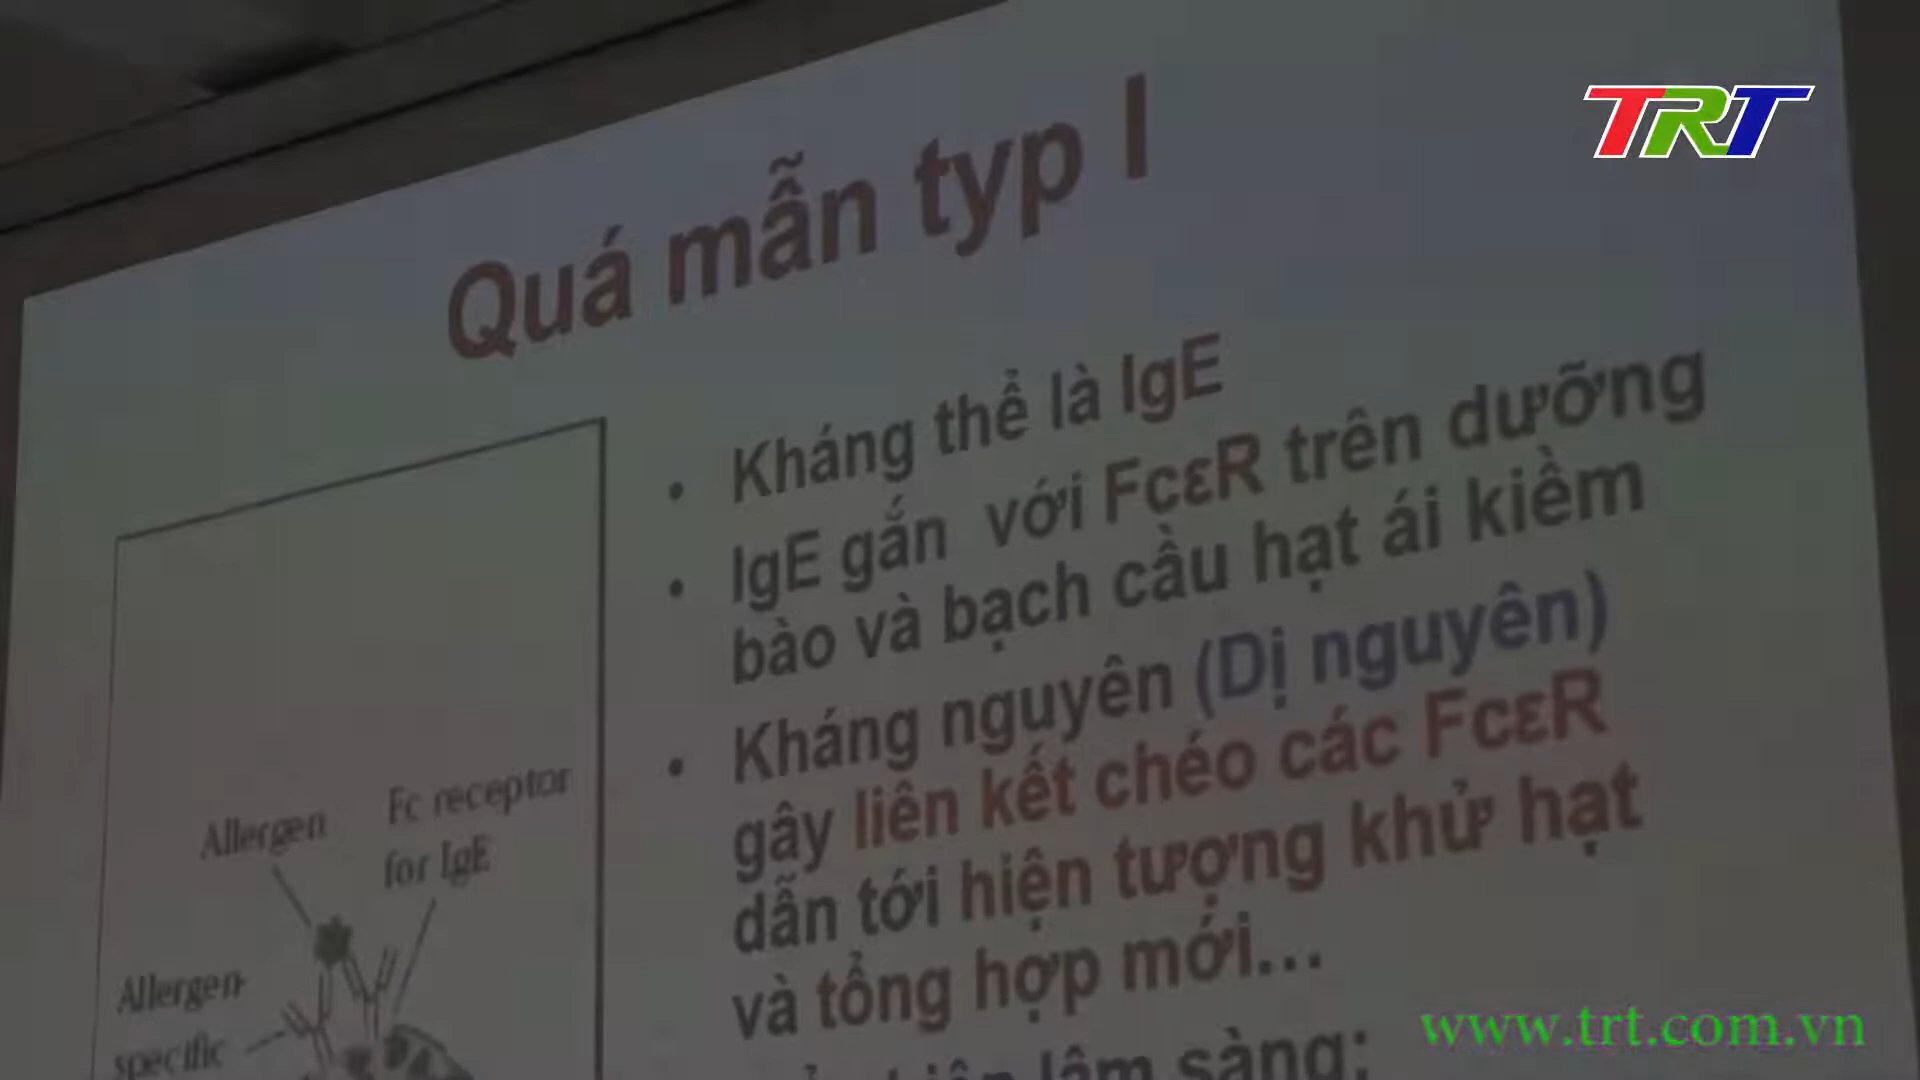 TRT
Quá mẫn typ I
• Kháng thể là IgE
• IgE gắn với FcεR trên dưỡng
bào và bạch cầu hạt ái kiềm
• Kháng nguyên (Dị nguyên)
gây liên kết chéo các FcεR
dẫn tới hiện tượng khử hạt
và tổng hợp mới...
lâm sàng:
Allergen
Fc receptor
for IgE
Allergen-
specific
www.trt.com.vn